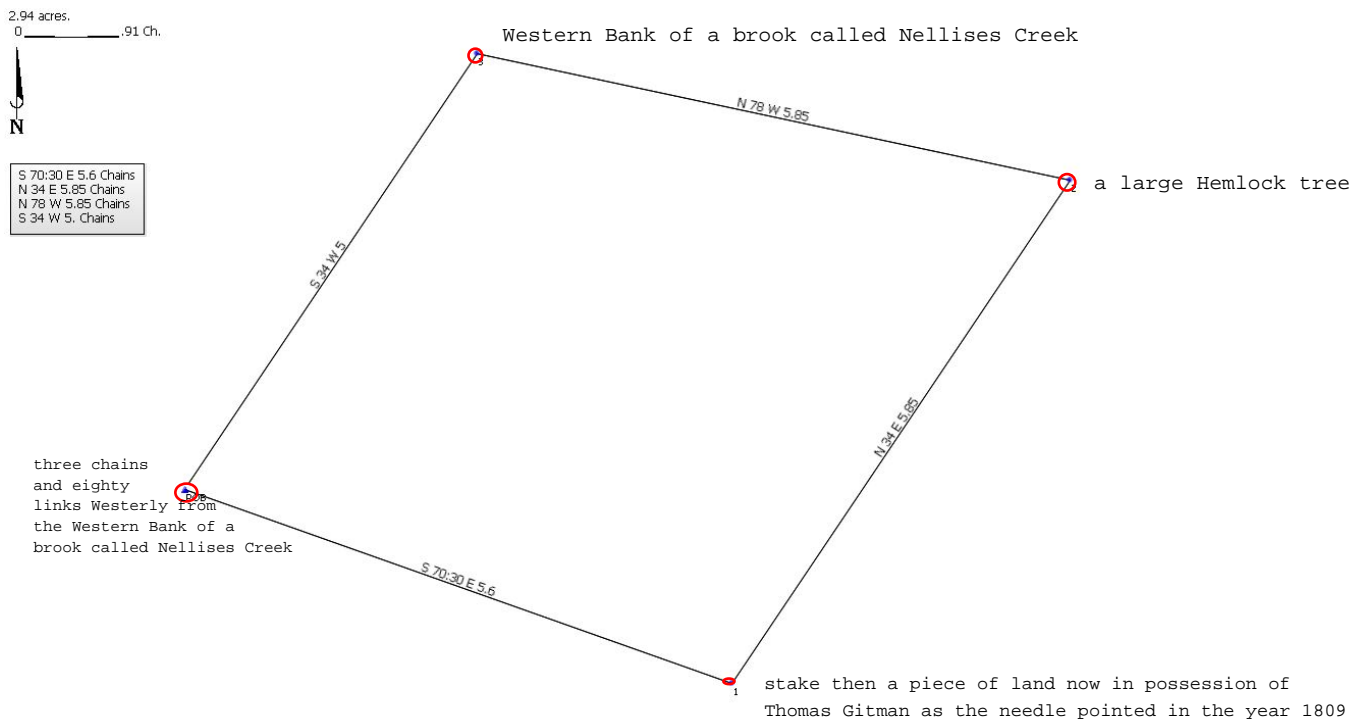 2.94 acres.
0 .91 Ch.
N
S 70:30 E 5.6 Chains
N 34 E 5.85 Chains
N 78 W 5.85 Chains
S 34 W 5. Chains
Western Bank of a brook called Nellises Creek
3
N 78 W 5.85
2
a large Hemlock tree
S 34 W 5
N 34 E 5.85
three chains
and eighty
POB
links Westerly from
the Western Bank of a
brook called Nellises Creek
S 70:30 E 5.6
1
stake then a piece of land now in possession of
Thomas Gitman as the needle pointed in the year 1809